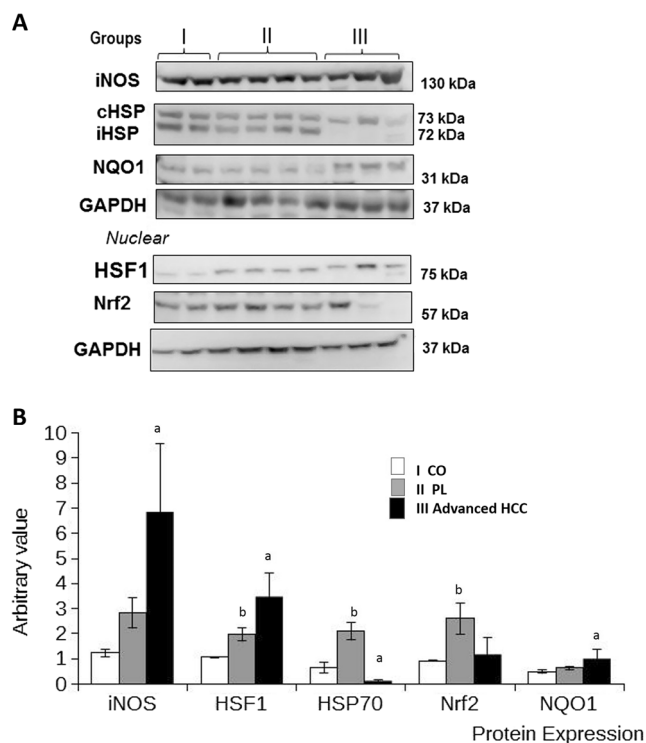 A
Groups I II III
iNOS 130 kDa
cHSP 73 kDa
iHSP 72 kDa
NQO1 31 kDa
GAPDH 37 kDa
Nuclear
HSF1 75 kDa
Nrf2 57 kDa
GAPDH 37 kDa
B
Arbitrary value
10
9
8
7
6
5
4
3
2
1
0
a
b
a
b
a
b
a
I CO
II PL
III Advanced HCC
iNOS HSF1 HSP70 Nrf2 NQO1
Protein Expression